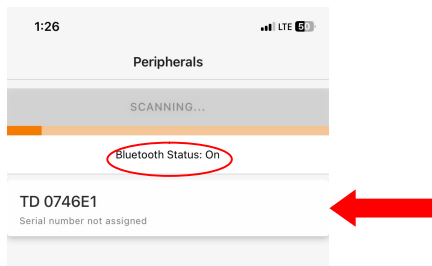 1:26 LTE 50
Peripherals
SCANNING...
Bluetooth Status: On
TD 0746E1
Serial number not assigned